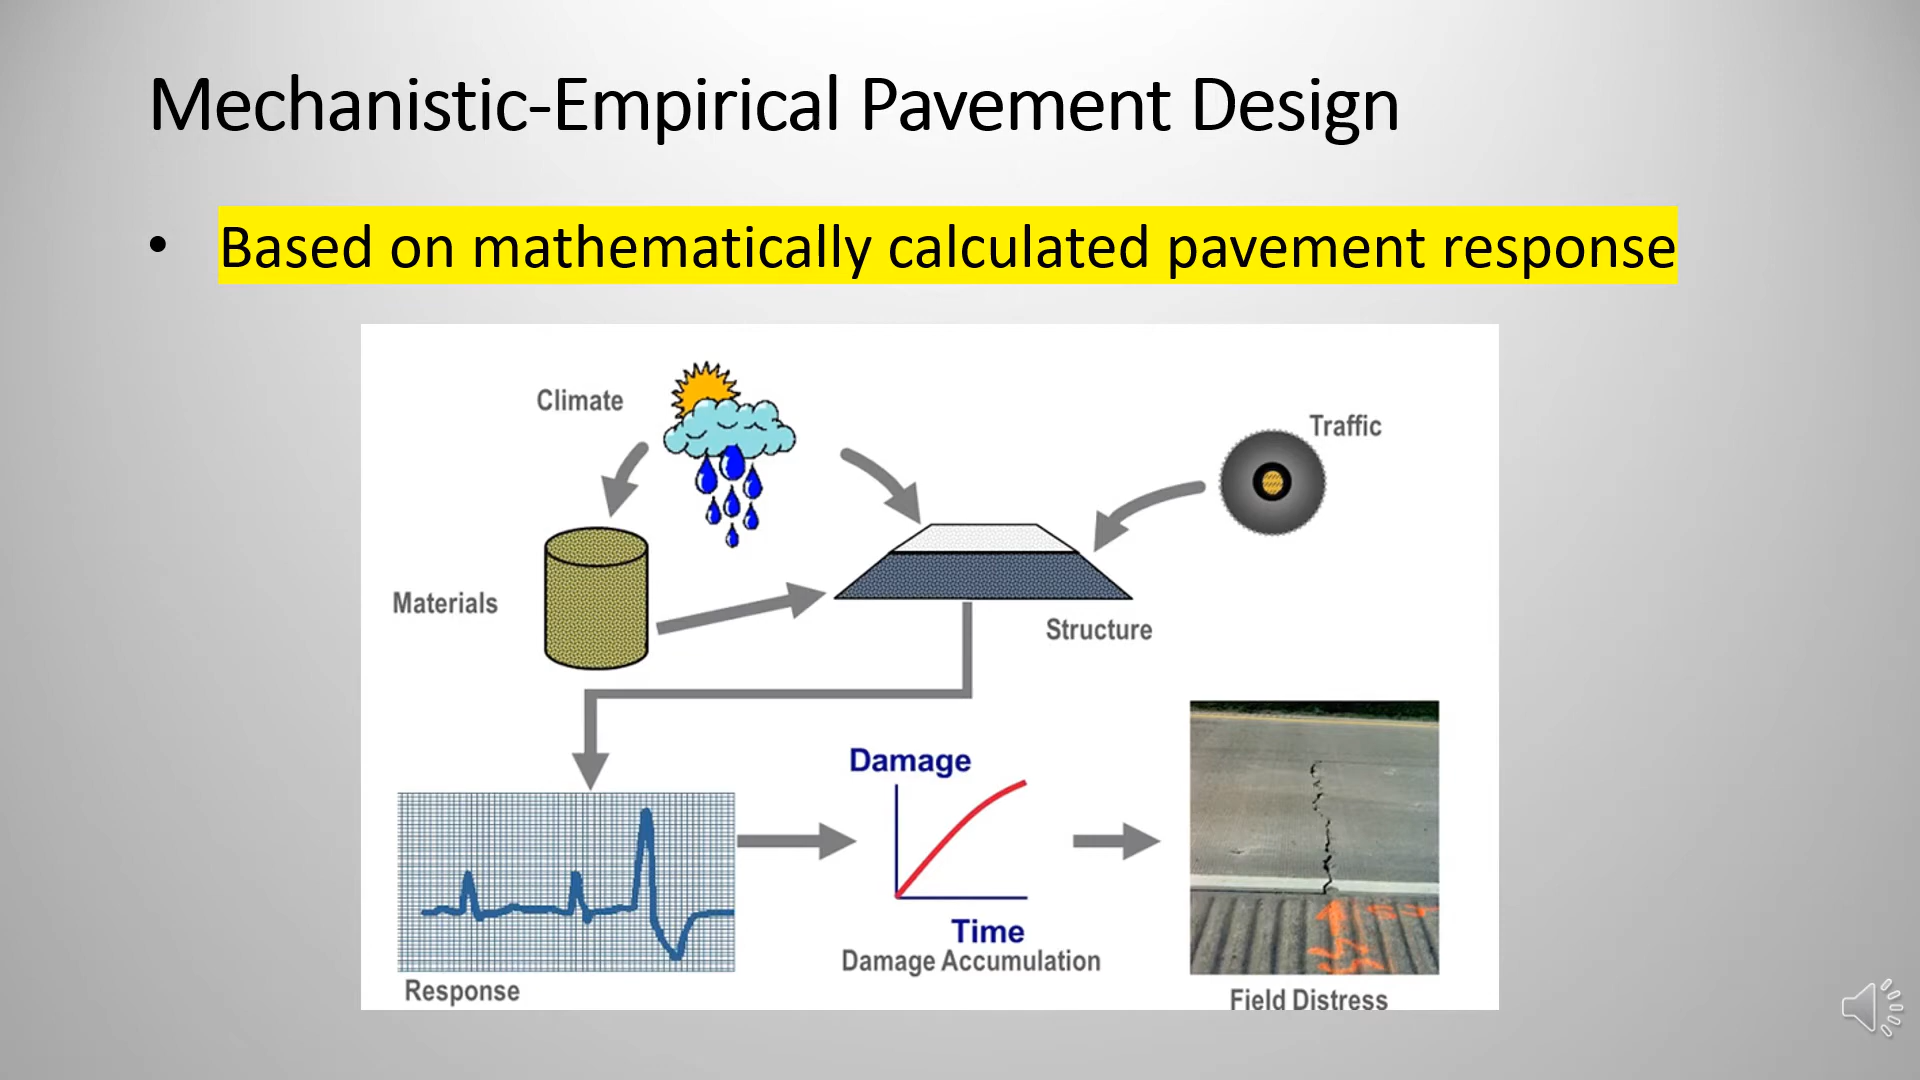 Mechanistic-Empirical Pavement Design
• Based on mathematically calculated pavement response
Climate
Traffic
Materials
Structure
Damage
Time
Damage Accumulation
Response
Field Distress